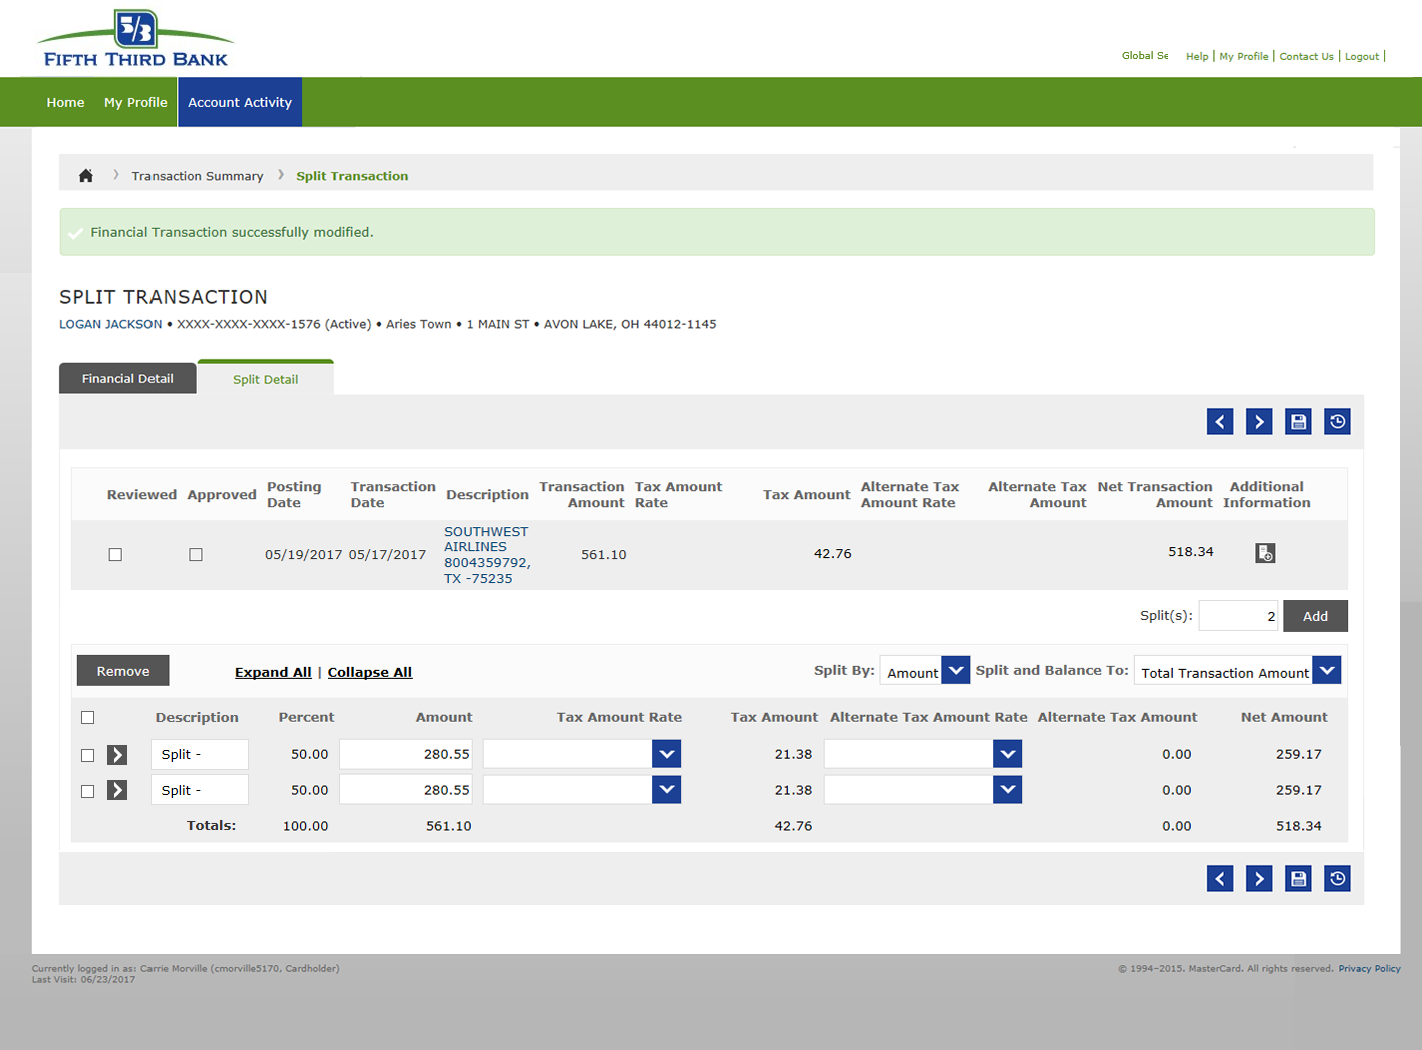 5/3
FIFTH THIRD BANK
Global Se Help | My Profile | Contact Us | Logout |
Home My Profile Account Activity
Transaction Summary Split Transaction
Financial Transaction successfully modified.
SPLIT TRANSACTION
LOGAN JACKSON • XXXX-XXXX-XXXX-1576 (Active) • Aries Town • 1 MAIN ST • AVON LAKE, OH 44012-1145
Financial Detail Split Detail
Reviewed Approved Posting Date Transaction Date Description Transaction Amount Tax Amount Rate Tax Amount Alternate Tax Amount Rate Alternate Tax Amount Net Transaction Amount Additional Information
05/19/2017 05/17/2017 SOUTHWEST AIRLINES 8004359792, TX -75235 561.10 42.76 518.34
Split(s): 2 Add
Remove Expand All | Collapse All Split By: Amount Split and Balance To: Total Transaction Amount
Description Percent Amount Tax Amount Rate Tax Amount Alternate Tax Amount Rate Alternate Tax Amount Net Amount
Split - 50.00 280.55 21.38 0.00 259.17
Split - 50.00 280.55 21.38 0.00 259.17
Totals: 100.00 561.10 42.76 0.00 518.34
Currently logged in as: Carrie Morville (cmorville5170, Cardholder) © 1994–2015. MasterCard. All rights reserved. Privacy Policy
Last Visit: 06/23/2017